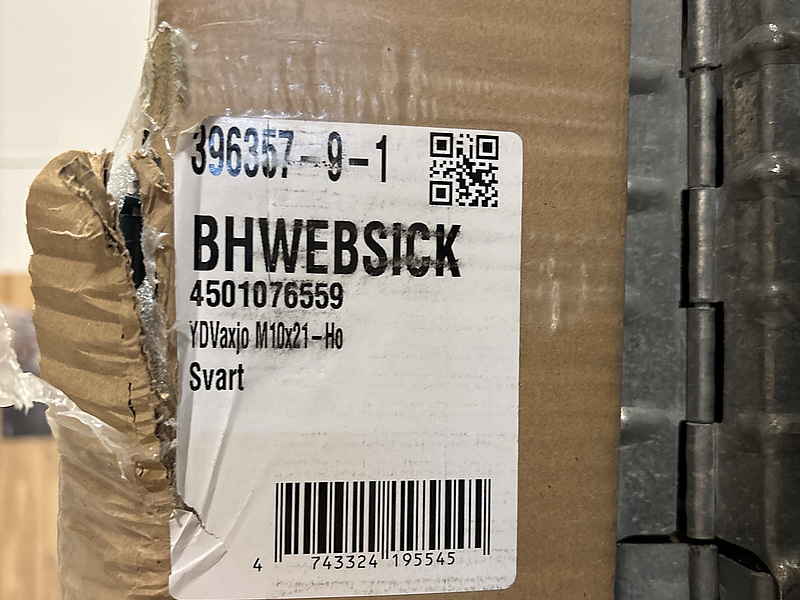 396357-9-1
BHWEBSICK
4501076559
YDVaxjo M10x21-Ho
Svart
4 743324 195545